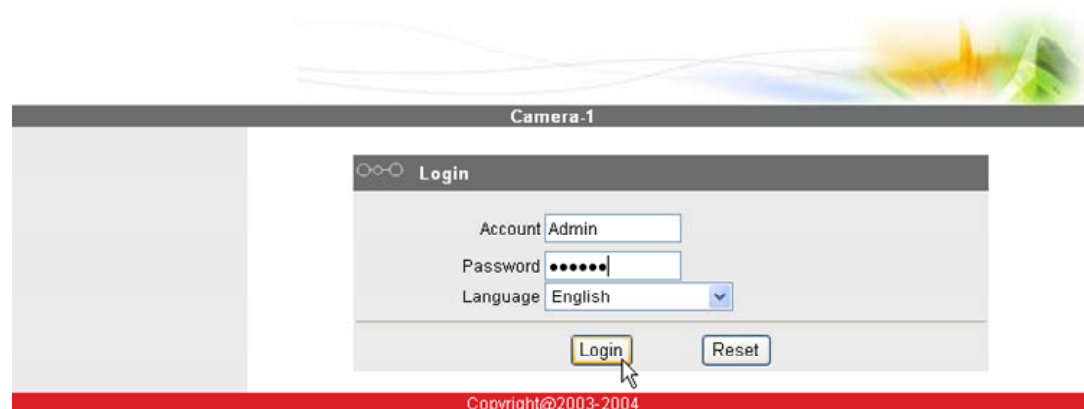 Camera-1
Login
Account Admin
Password ●●●●●●
Language English
Login Reset
Copyright@2003-2004